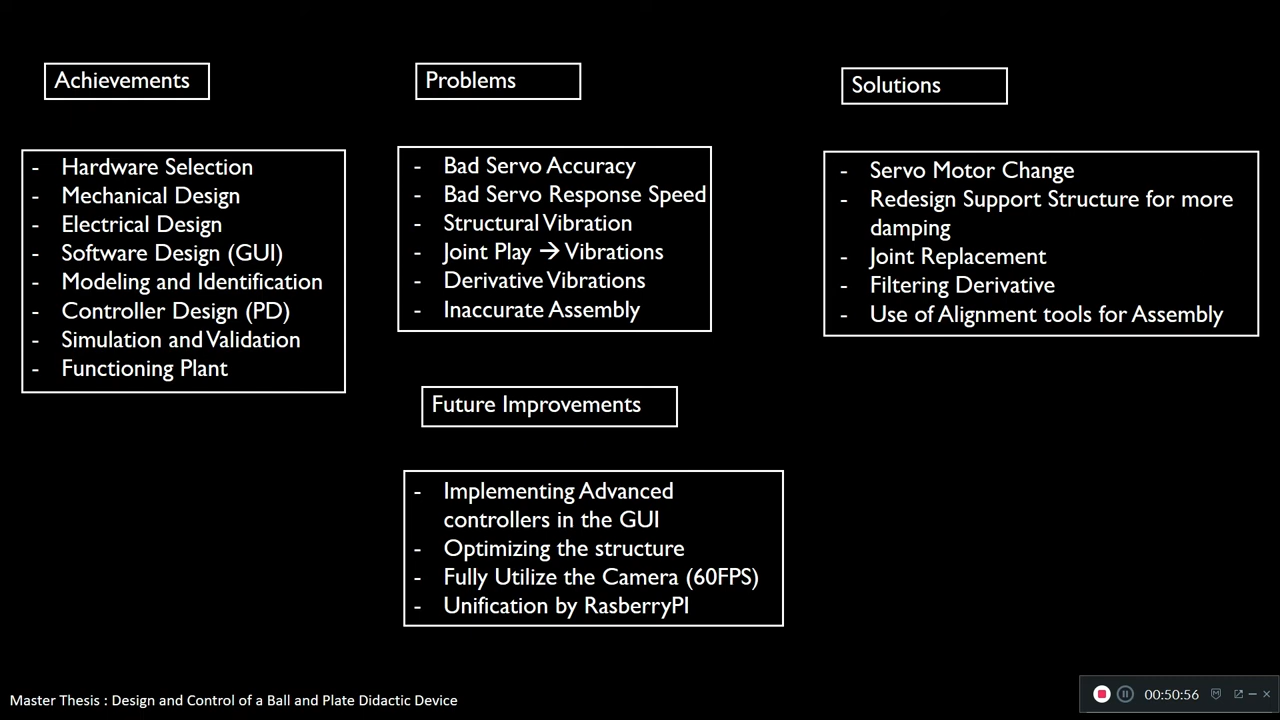 Achievements
- Hardware Selection
- Mechanical Design
- Electrical Design
- Software Design (GUI)
- Modeling and Identification
- Controller Design (PD)
- Simulation and Validation
- Functioning Plant
Problems
- Bad Servo Accuracy
- Bad Servo Response Speed
- Structural Vibration
- Joint Play → Vibrations
- Derivative Vibrations
- Inaccurate Assembly
Solutions
- Servo Motor Change
- Redesign Support Structure for more
damping
- Joint Replacement
- Filtering Derivative
- Use of Alignment tools for Assembly
Future Improvements
- Implementing Advanced
controllers in the GUI
- Optimizing the structure
- Fully Utilize the Camera (60FPS)
- Unification by RasberryPI
Master Thesis : Design and Control of a Ball and Plate Didactic Device
00:50:56